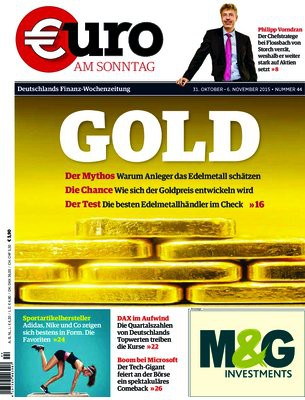 €uro
AM SONNTAG
Philipp Vorndran
Der Chefstratege
bei Flossbach von
Storch verrät,
weshalb er weiter
stark auf Aktien
setzt »8
Deutschlands Finanz-Wochenzeitung
31. OKTOBER – 6. NOVEMBER 2015 · NUMMER 44
GOLD
Der Mythos Warum Anleger das Edelmetall schätzen
Die Chance Wie sich der Goldpreis entwickeln wird
Der Test Die besten Edelmetallhändler im Check »16
Sportartikelhersteller
Adidas, Nike und Co zeigen
sich bestens in Form. Die
Favoriten »24
DAX im Aufwind
Die Quartalszahlen
von Deutschlands
Topwerten treiben
die Kurse »22
Boom bei Microsoft
Der Tech-Gigant
feiert an der Börse
ein spektakuläres
Comeback »26
M&G
INVESTMENTS